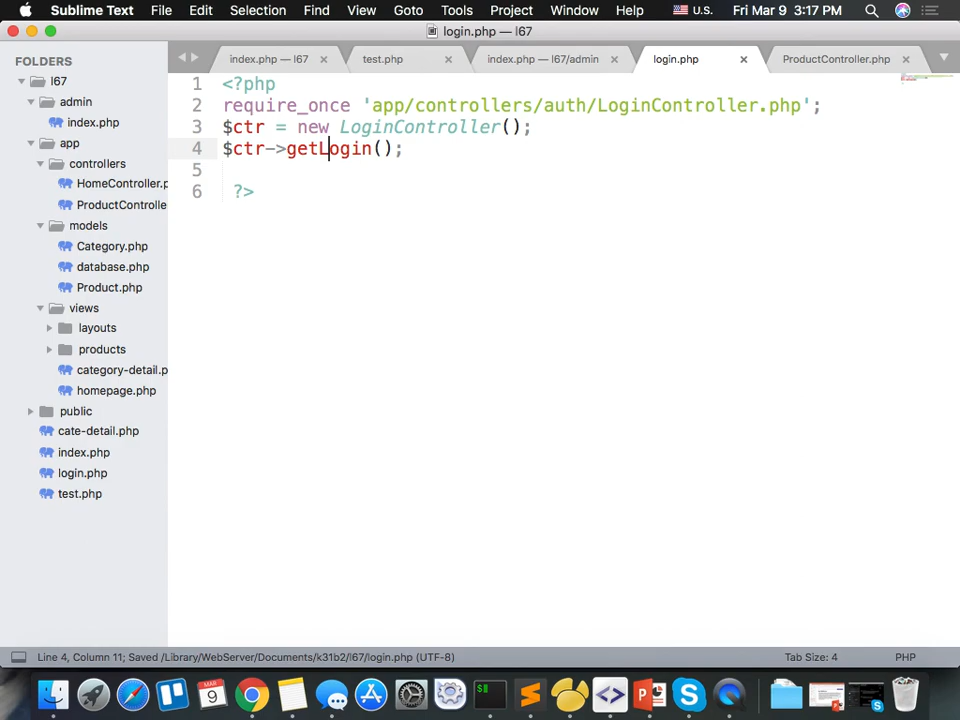 Sublime Text File Edit Selection Find View Goto Tools Project Window Help U.S. Fri Mar 9 3:17 PM
login.php — l67
FOLDERS
l67
admin
index.php
app
controllers
HomeController.p
ProductControlle
models
Category.php
database.php
Product.php
views
layouts
products
category-detail.p
homepage.php
public
cate-detail.php
index.php
login.php
test.php
index.php — l67 test.php index.php — l67/admin login.php ProductController.php
1 <?php
2 require_once 'app/controllers/auth/LoginController.php';
3 $ctr = new LoginController();
4 $ctr->getLogin();
5
6 ?>
Line 4, Column 11; Saved /Library/WebServer/Documents/k31b2/l67/login.php (UTF-8) Tab Size: 4 PHP
MAR
9